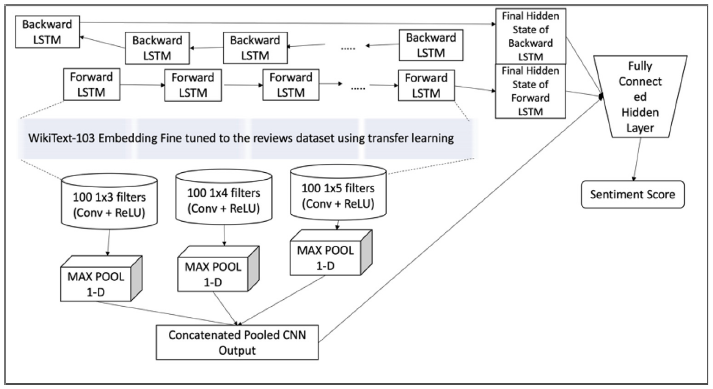 Backward
LSTM
Backward
LSTM
Backward
LSTM
.....
Backward
LSTM
Final Hidden
State of
Backward
LSTM
Forward
LSTM
Forward
LSTM
Forward
LSTM
.....
Forward
LSTM
Final Hidden
State of
Forward
LSTM
Fully
Connect
ed
Hidden
Layer
WikiText-103 Embedding Fine tuned to the reviews dataset using transfer learning
Sentiment Score
100 1x3 filters
(Conv + ReLU)
100 1x4 filters
(Conv + ReLU)
100 1x5 filters
(Conv + ReLU)
MAX POOL
1-D
MAX POOL
1-D
MAX POOL
1-D
Concatenated Pooled CNN
Output